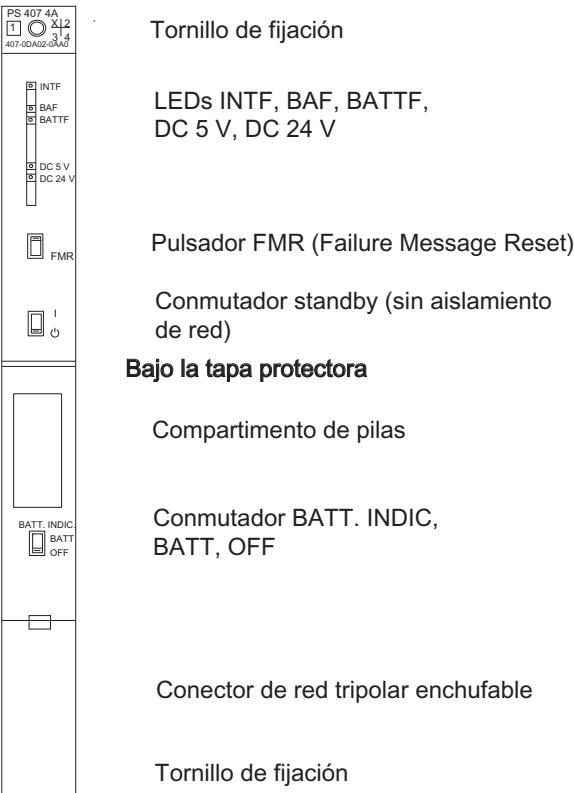 PS 407 4A
1 X 2
3 4
407-0DA02-0AA0
Tornillo de fijación
INTF
BAF
BATTF
DC 5 V
DC 24 V
LEDs INTF, BAF, BATTF,
DC 5 V, DC 24 V
FMR
Pulsador FMR (Failure Message Reset)
I
Conmutador standby (sin aislamiento
de red)
Bajo la tapa protectora
Compartimento de pilas
BATT. INDIC.
BATT
OFF
Conmutador BATT. INDIC,
BATT, OFF
Conector de red tripolar enchufable
Tornillo de fijación